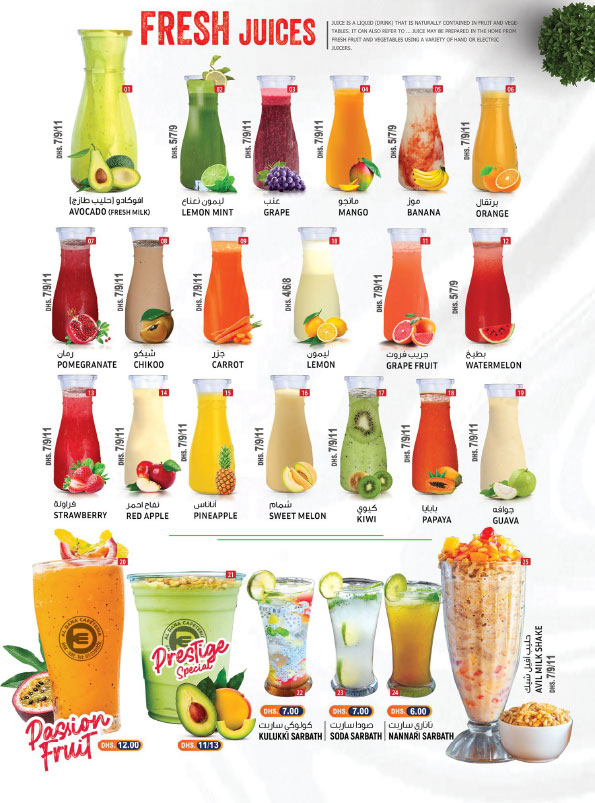 FRESH JUICES
JUICE IS A LIQUID (DRINK) THAT IS NATURALLY CONTAINED IN FRUIT AND VEGE-
TABLES. IT CAN ALSO REFER TO ... JUICE MAY BE PREPARED IN THE HOME FROM
FRESH FRUIT AND VEGETABLES USING A VARIETY OF HAND OR ELECTRIC
JUICERS.
01
DHS. 7/9/11
افوكادو (حليب طازج)
AVOCADO (FRESH MILK)
02
DHS. 5/7/9
ليمون نعناع
LEMON MINT
03
DHS. 7/9/11
عنب
GRAPE
04
DHS. 7/9/11
مانجو
MANGO
05
DHS. 5/7/9
موز
BANANA
06
DHS. 7/9/11
برتقال
ORANGE
07
DHS. 7/9/11
رمان
POMEGRANATE
08
DHS. 7/9/11
شيكو
CHIKOO
09
DHS. 7/9/11
جزر
CARROT
10
DHS. 4/6/8
ليمون
LEMON
11
DHS. 7/9/11
جريب فروت
GRAPE FRUIT
12
DHS. 5/7/9
بطيخ
WATERMELON
13
DHS. 7/9/11
فراولة
STRAWBERRY
14
DHS. 7/9/11
تفاح احمر
RED APPLE
15
DHS. 7/9/11
أناناس
PINEAPPLE
16
DHS. 7/9/11
شمام
SWEET MELON
17
DHS. 7/9/11
كيوي
KIWI
18
DHS. 7/9/11
بابايا
PAPAYA
19
DHS. 7/9/11
جوافه
GUAVA
20
AL DANA CAFETERIA
Passion
Fruit
DHS. 12.00
21
AL DANA CAFETERIA
Prestige
Special
DHS. 11/13
22
DHS. 7.00
كولوكي ساربت
KULUKKI SARBATH
23
DHS. 7.00
صودا ساربت
SODA SARBATH
24
DHS. 6.00
ناناري ساربت
NANNARI SARBATH
25
حليب أفيل شيك
AVIL MILK SHAKE
DHS. 7/9/11